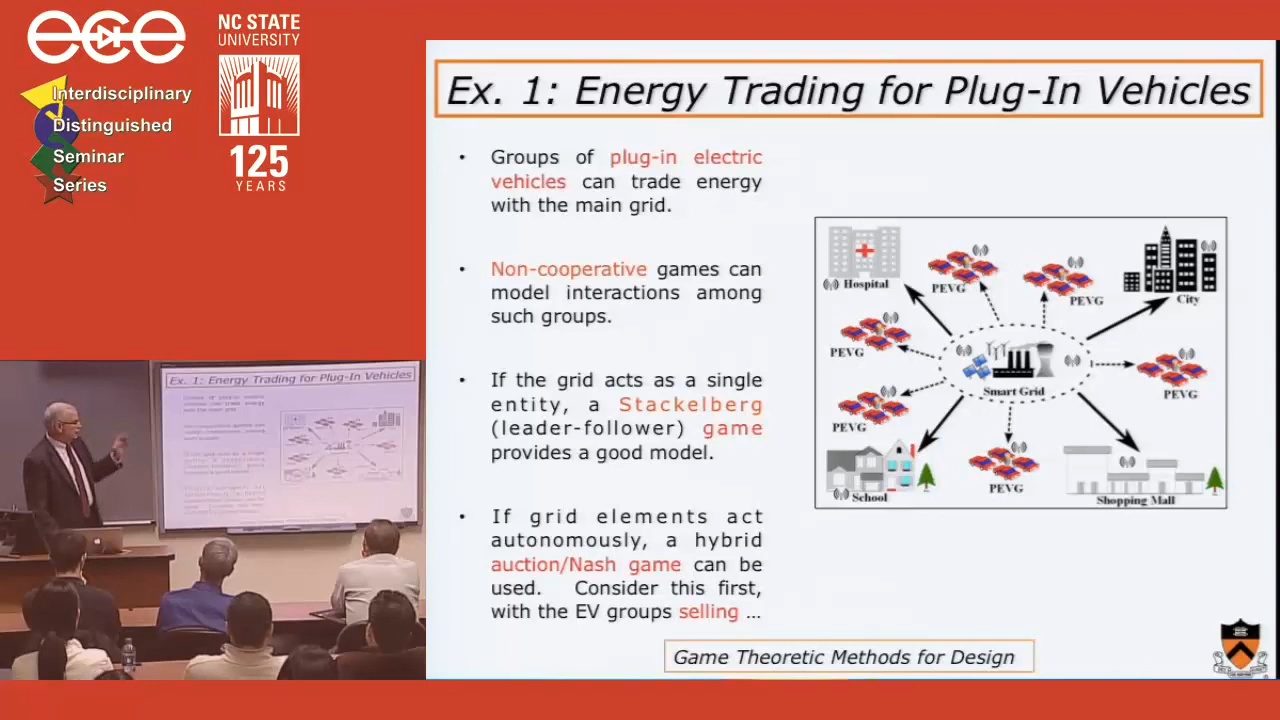 ece
Interdisciplinary
Distinguished
Seminar
Series
NC STATE
UNIVERSITY
125
YEARS
Ex. 1: Energy Trading for Plug-In Vehicles
• Groups of plug-in electric
vehicles can trade energy
with the main grid.
• Non-cooperative games can
model interactions among
such groups.
• If the grid acts as a single
entity, a Stackelberg
(leader-follower) game
provides a good model.
• If grid elements act
autonomously, a hybrid
auction/Nash game can be
used. Consider this first,
with the EV groups selling ...
Hospital
PEVG
PEVG
City
PEVG
Smart Grid
PEVG
PEVG
School
PEVG
Shopping Mall
Game Theoretic Methods for Design
Ex. 1: Energy Trading for Plug-In Vehicles